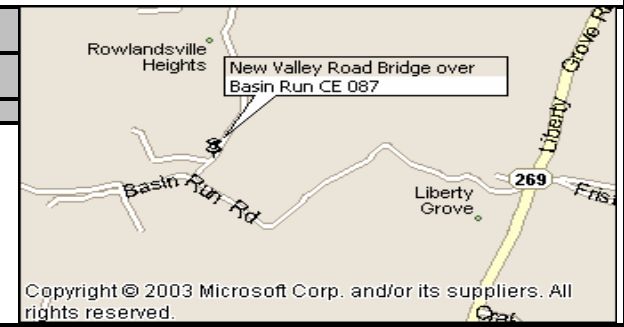 Rowlandsville
Heights
New Valley Road Bridge over
Basin Run CE 087
Liberty Grove R
269
Basin Run Rd
Liberty
Grove
Frisi
Copyright © 2003 Microsoft Corp. and/or its suppliers. All
rights reserved.